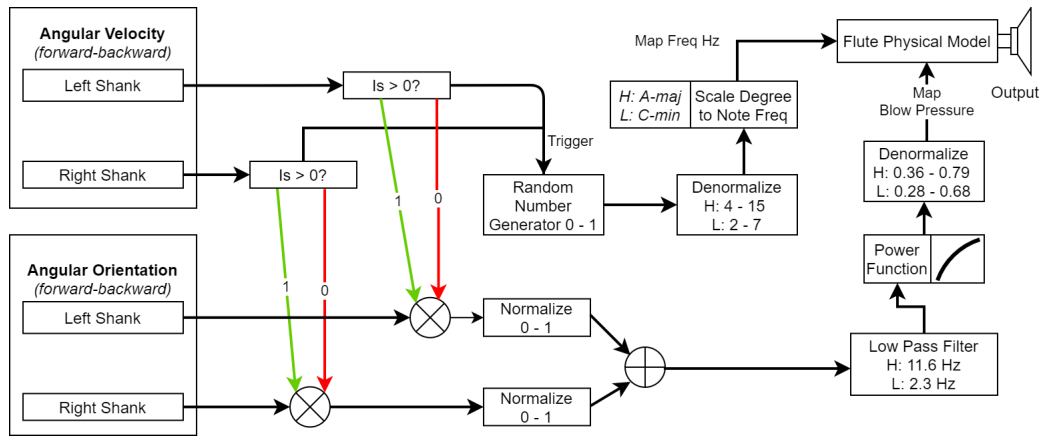 Angular Velocity
(forward-backward)
Left Shank
Right Shank
Is > 0?
Is > 0?
Trigger
1
0
1
0
Random
Number
Generator 0 - 1
Denormalize
H: 4 - 15
L: 2 - 7
H: A-maj
L: C-min
Scale Degree
to Note Freq
Map Freq Hz
Flute Physical Model
Output
Map
Blow Pressure
Denormalize
H: 0.36 - 0.79
L: 0.28 - 0.68
Power
Function
Angular Orientation
(forward-backward)
Left Shank
Right Shank
Normalize
0 - 1
Normalize
0 - 1
Low Pass Filter
H: 11.6 Hz
L: 2.3 Hz